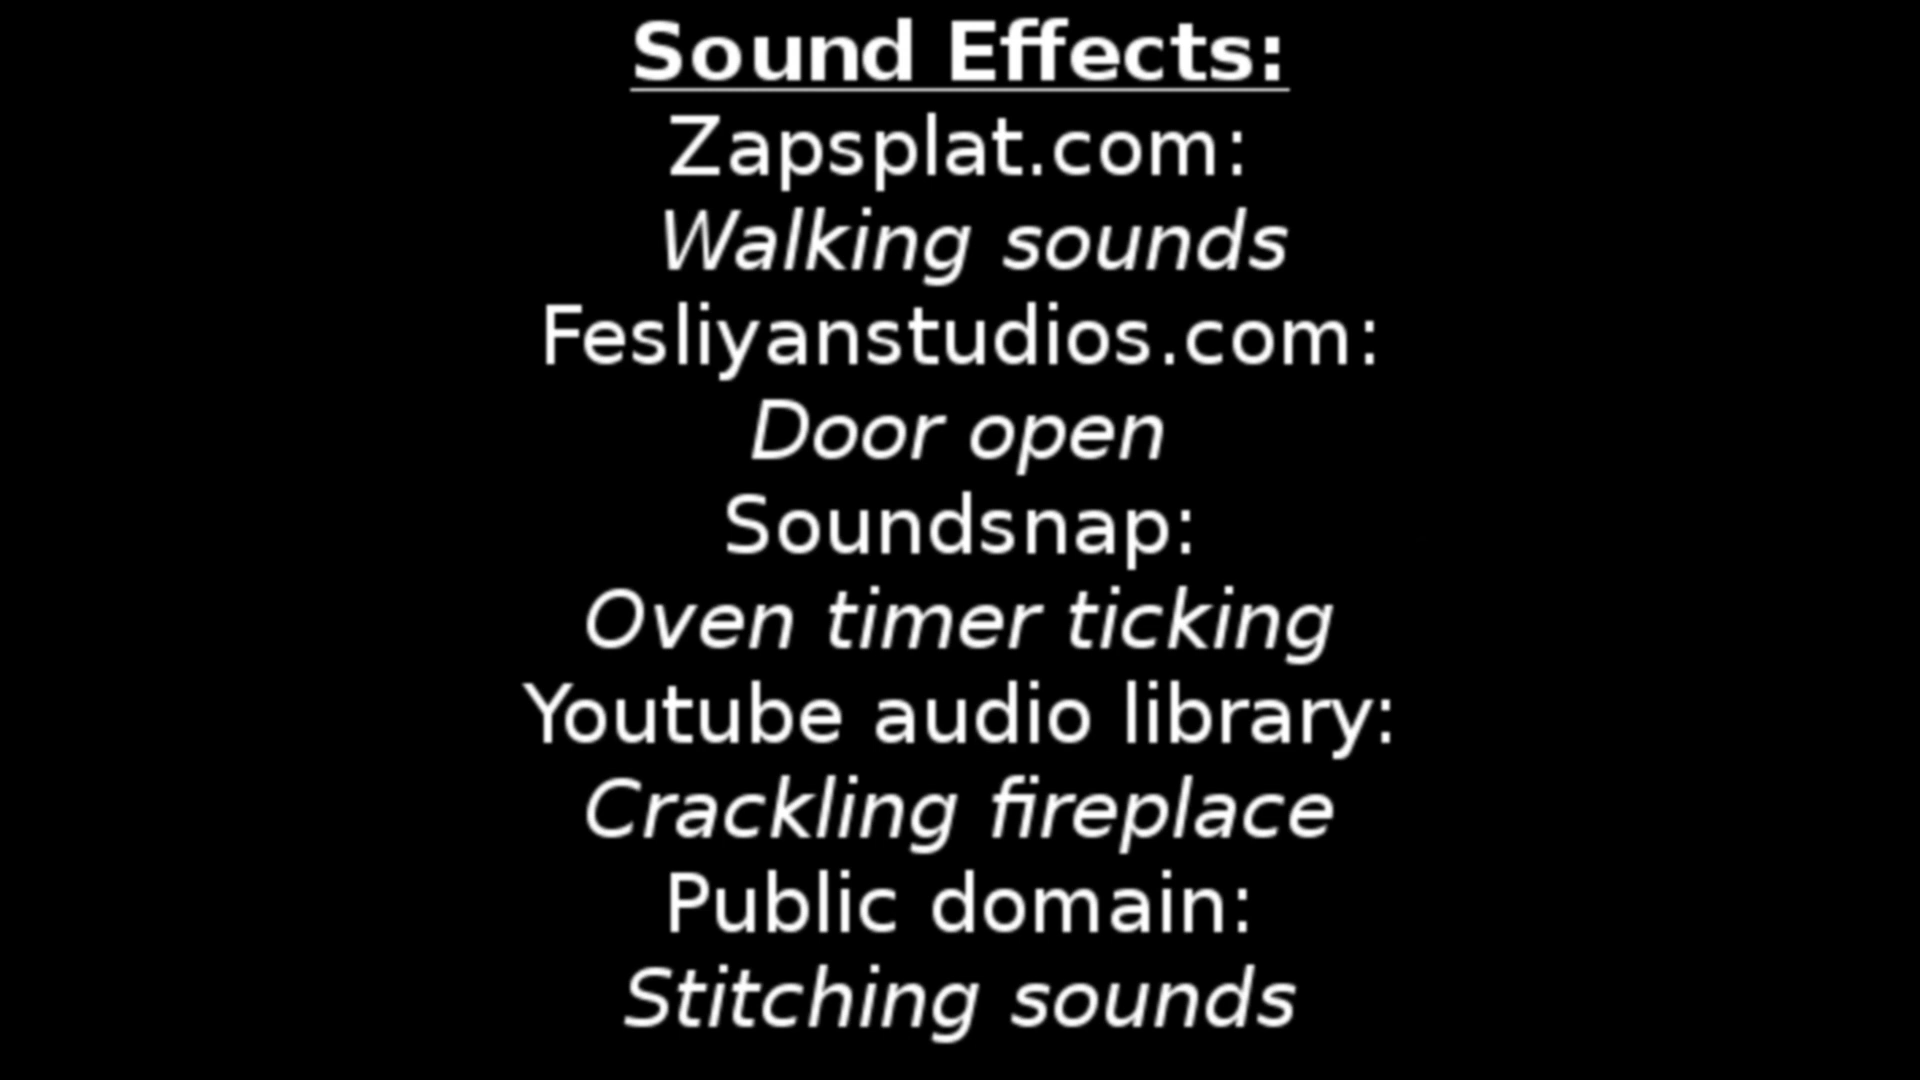 Sound Effects:
Zapsplat.com:
Walking sounds
Fesliyanstudios.com:
Door open
Soundsnap:
Oven timer ticking
Youtube audio library:
Crackling fireplace
Public domain:
Stitching sounds